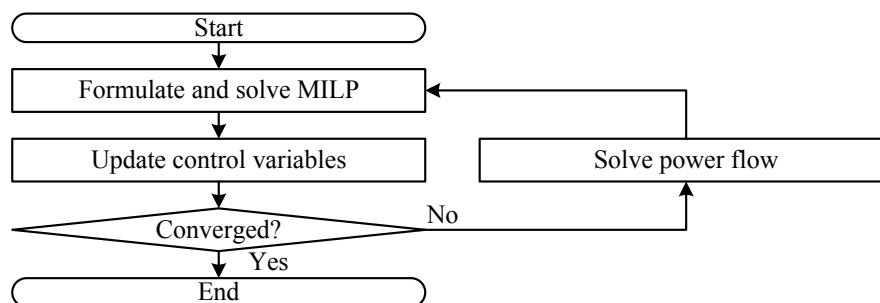 Start
Formulate and solve MILP
Update control variables
Solve power flow
Converged?
No
Yes
End